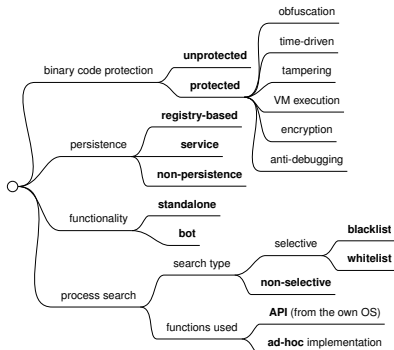 obfuscation
time-driven
unprotected
tampering
binary code protection
protected
VM execution
registry-based
encryption
persistence
service
anti-debugging
non-persistence
standalone
functionality
bot
blacklist
selective
search type
whitelist
non-selective
process search
API (from the own OS)
functions used
ad-hoc implementation